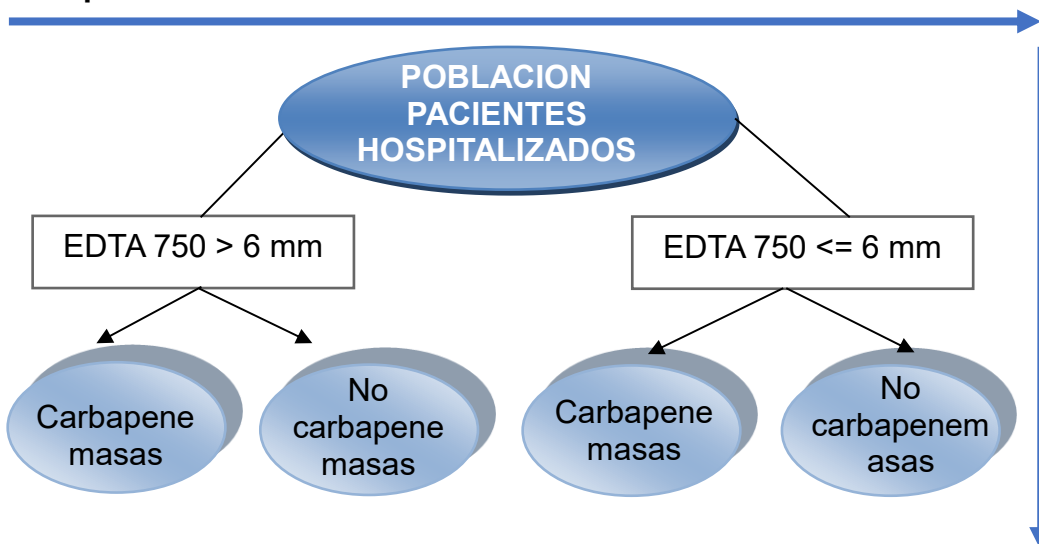 POBLACION
PACIENTES
HOSPITALIZADOS
EDTA 750 > 6 mm
EDTA 750 <= 6 mm
Carbapene
masas
No
carbapene
masas
Carbapene
masas
No
carbapenem
asas